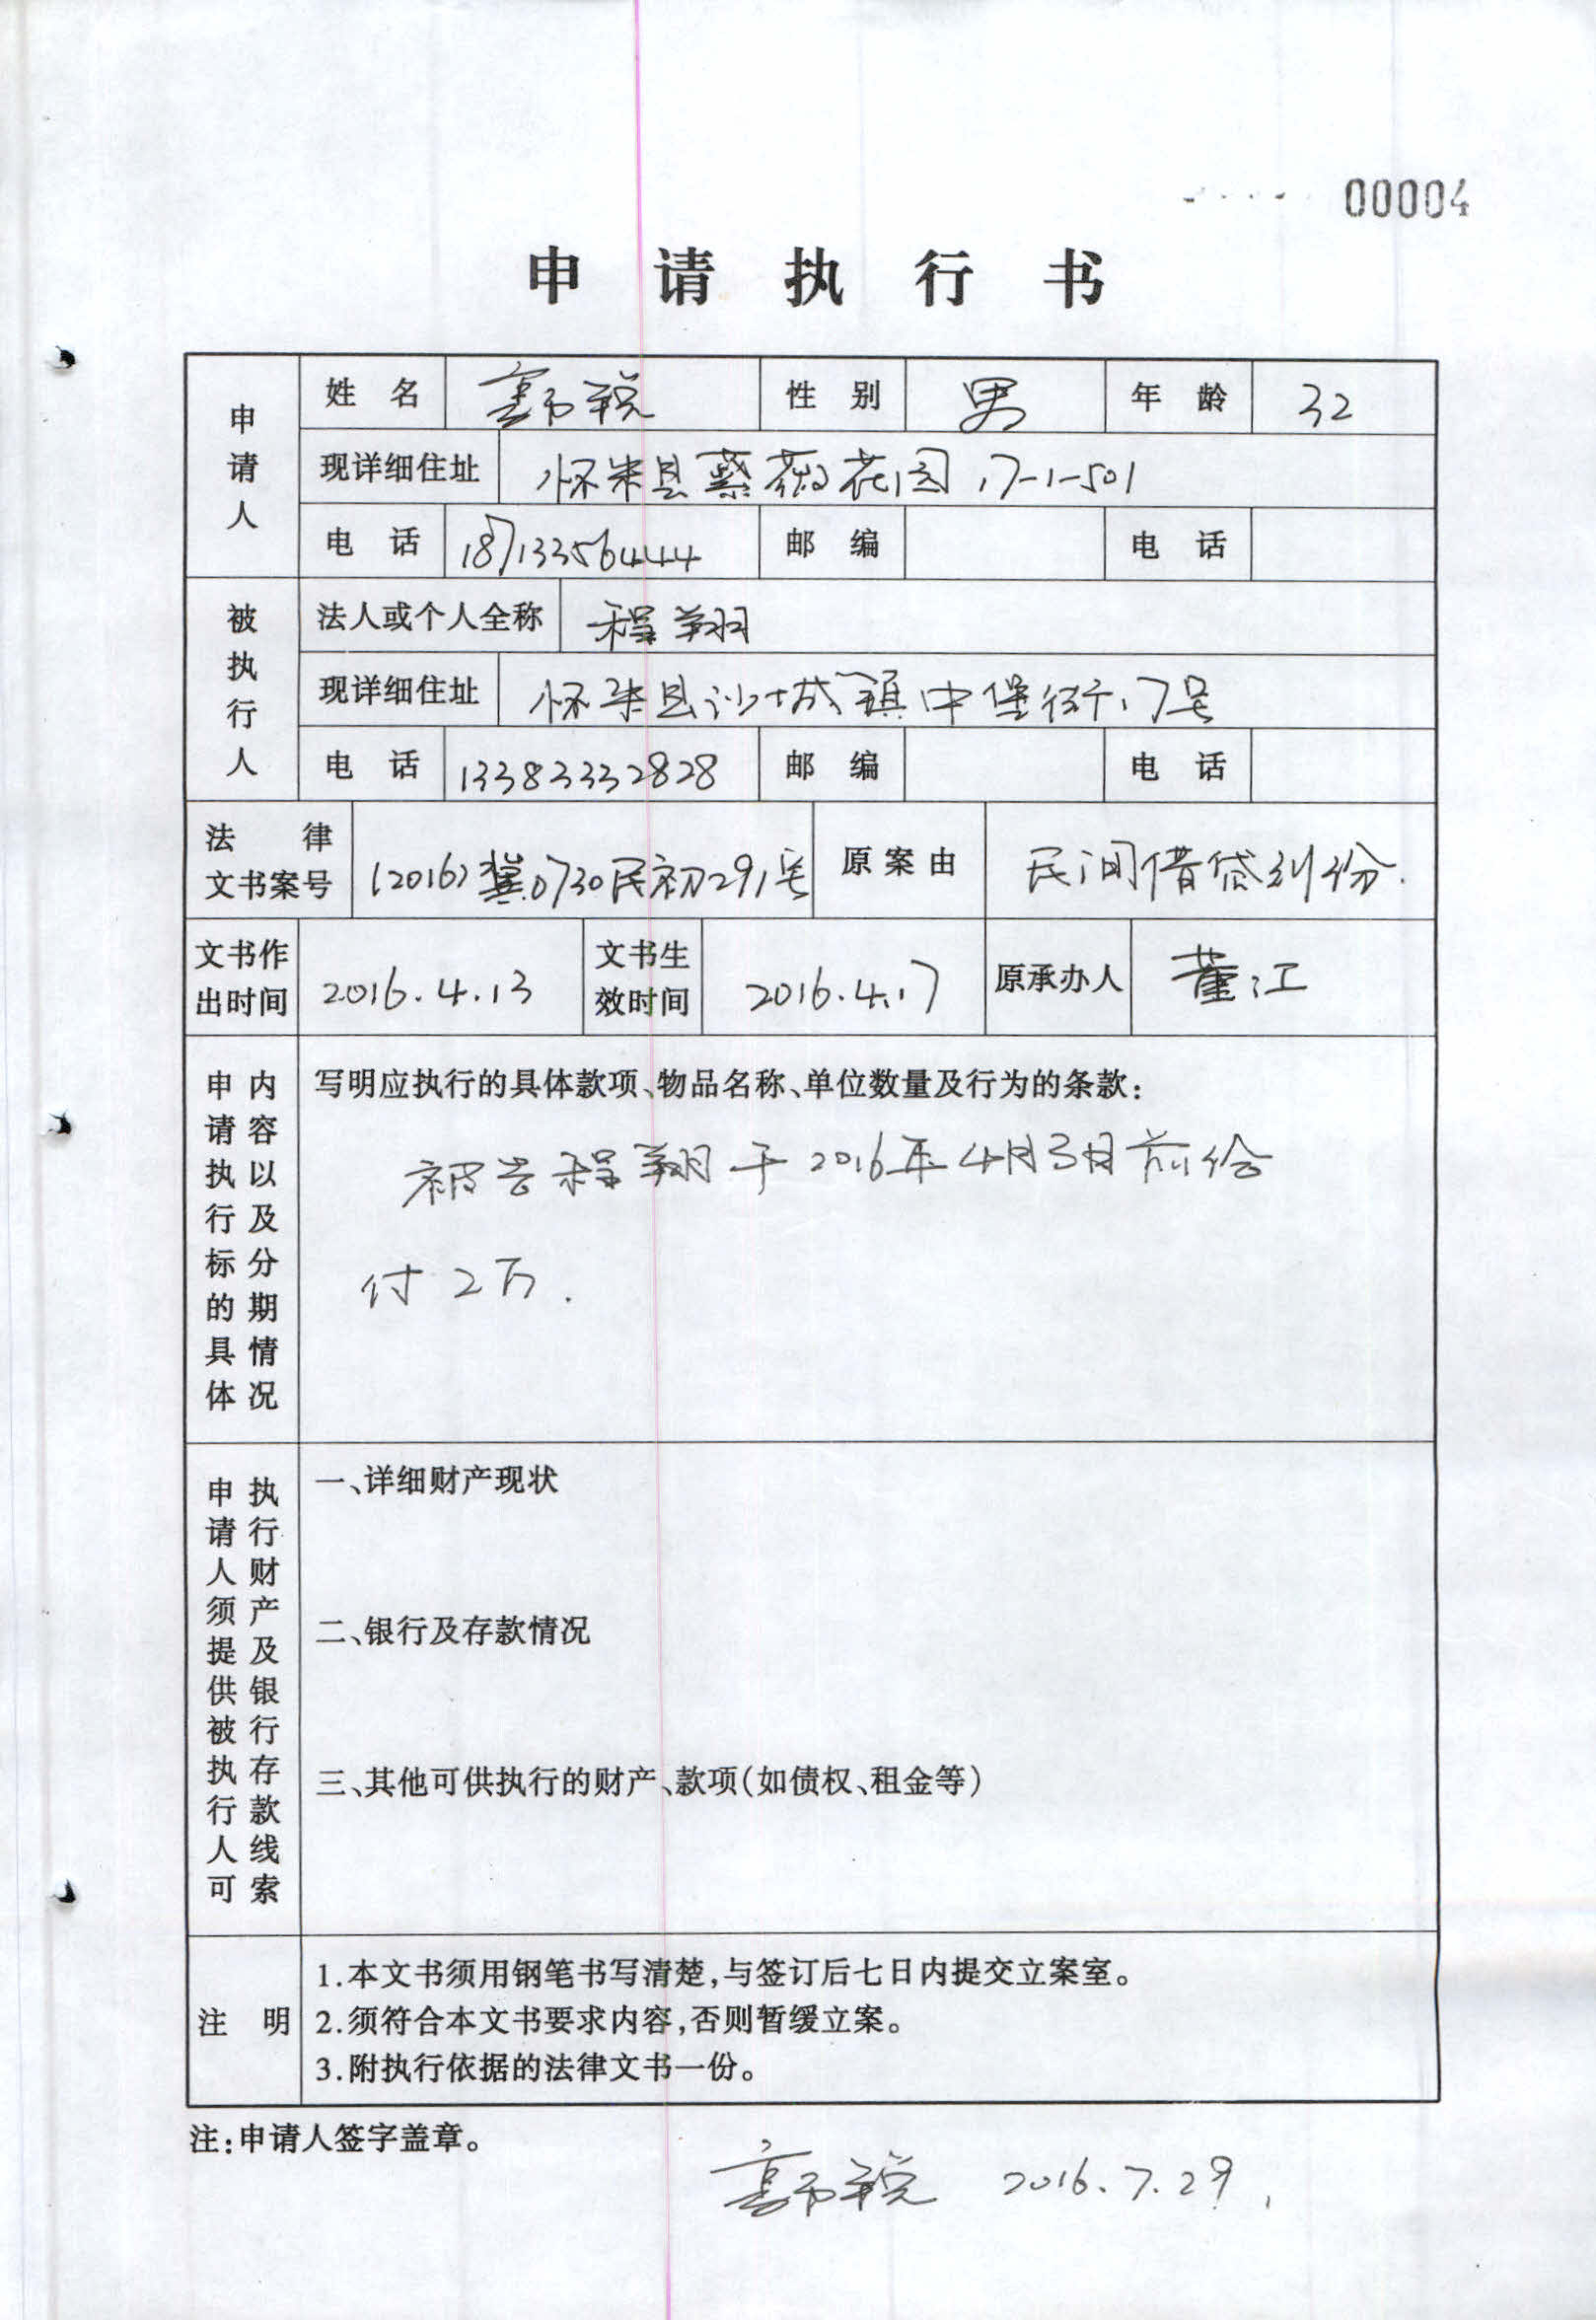 00004
申请执行书
申请人 姓名 性别 男 年龄 32
现详细住址 怀来县紫薇花园17-1-501
电话 18713356444 邮编 电话
被执行人 法人或个人全称 程翔
现详细住址 怀来县沙城镇中堡街17号
电话 13383332828 邮编 电话
法律文书案号 (2016)冀0730民初291号 原案由 民间借贷纠纷.
文书作出时间 2016.4.13 文书生效时间 2016.4.17 原承办人 董江
申请执行标的具体内容以及分期情况 写明应执行的具体款项、物品名称、单位数量及行为的条款:
被告程翔于2016年4月3日前给
付2万.
申请人须提供被执行人可执行财产及银行存款线索 一、详细财产现状
二、银行及存款情况
三、其他可供执行的财产、款项(如债权、租金等)
注明 1.本文书须用钢笔书写清楚,与签订后七日内提交立案室。
2.须符合本文书要求内容,否则暂缓立案。
3.附执行依据的法律文书一份。
注:申请人签字盖章。
2016.7.29